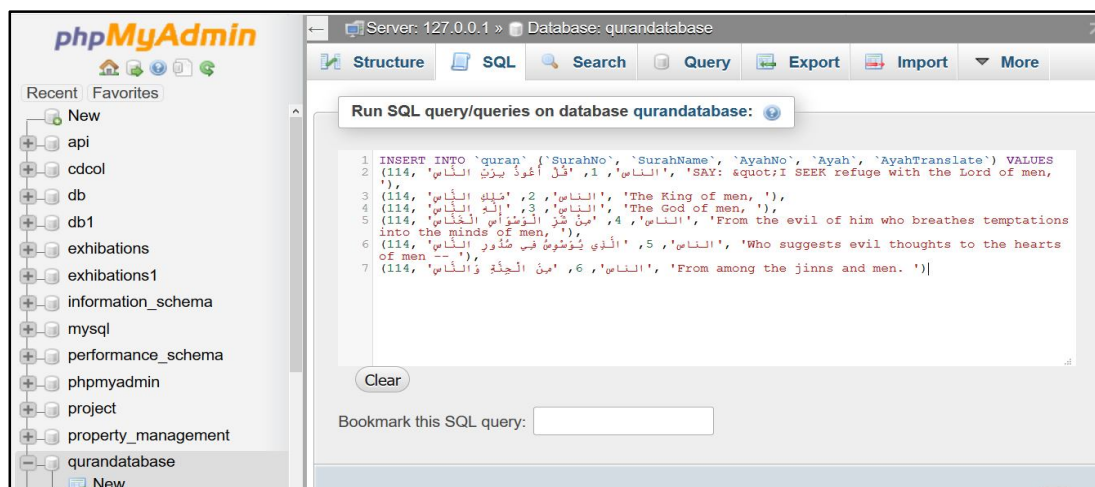 phpMyAdmin
Recent Favorites
New
api
cdcol
db
db1
exhibations
exhibations1
information_schema
mysql
performance_schema
phpmyadmin
project
property_management
qurandatabase
New
Server: 127.0.0.1 » Database: qurandatabase
Structure SQL Search Query Export Import More
Run SQL query/queries on database qurandatabase:
1 INSERT INTO `quran` (`SurahNo`, `SurahName`, `AyahNo`, `Ayah`, `AyahTranslate`) VALUES
2 (114, 'الناس', 1, 'قُلْ أَعُوذُ بِرَبِّ النَّاسِ', 'SAY: &quot;I SEEK refuge with the Lord of men,
'),
3 (114, 'الناس', 2, 'مَلِكِ النَّاسِ', 'The King of men, '),
4 (114, 'الناس', 3, 'إِلَٰهِ النَّاسِ', 'The God of men, '),
5 (114, 'الناس', 4, 'مِنْ شَرِّ الْوَسْوَاسِ الْخَنَّاسِ', 'From the evil of him who breathes temptations
into the minds of men, '),
6 (114, 'الناس', 5, 'الَّذِي يُوَسْوِسُ فِي صُدُورِ النَّاسِ', 'Who suggests evil thoughts to the hearts
of men -- '),
7 (114, 'الناس', 6, 'مِنَ الْجِنَّةِ وَالنَّاسِ', 'From among the jinns and men. ')
Clear
Bookmark this SQL query: